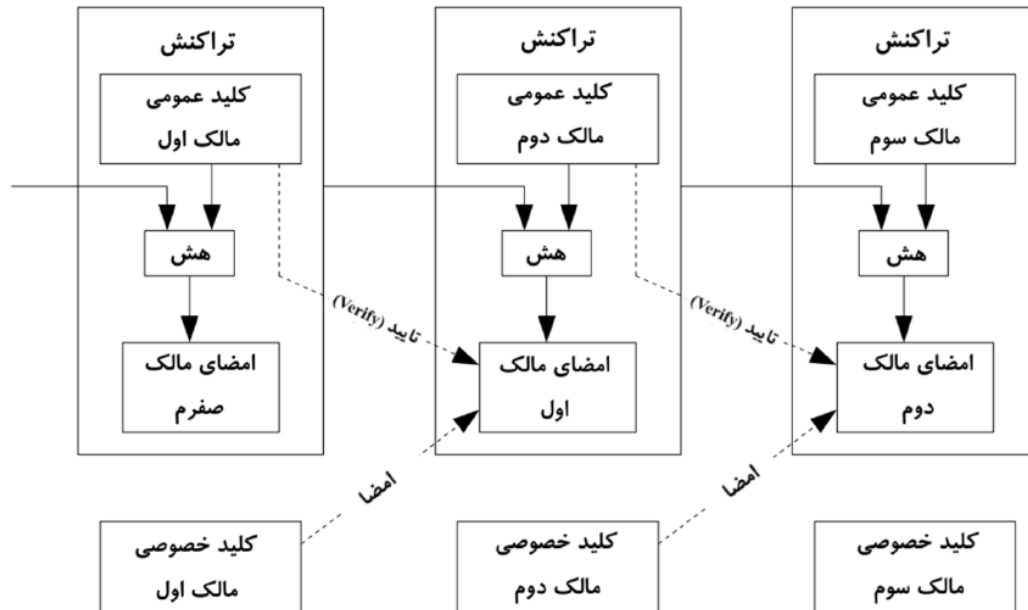 تراکنش
کلید عمومی
مالک اول
هش
امضای مالک
صفرم
تراکنش
کلید عمومی
مالک دوم
هش
تایید (Verify)
امضای مالک
اول
تراکنش
کلید عمومی
مالک سوم
هش
تایید (Verify)
امضای مالک
دوم
امضا
امضا
کلید خصوصی
مالک اول
کلید خصوصی
مالک دوم
کلید خصوصی
مالک سوم